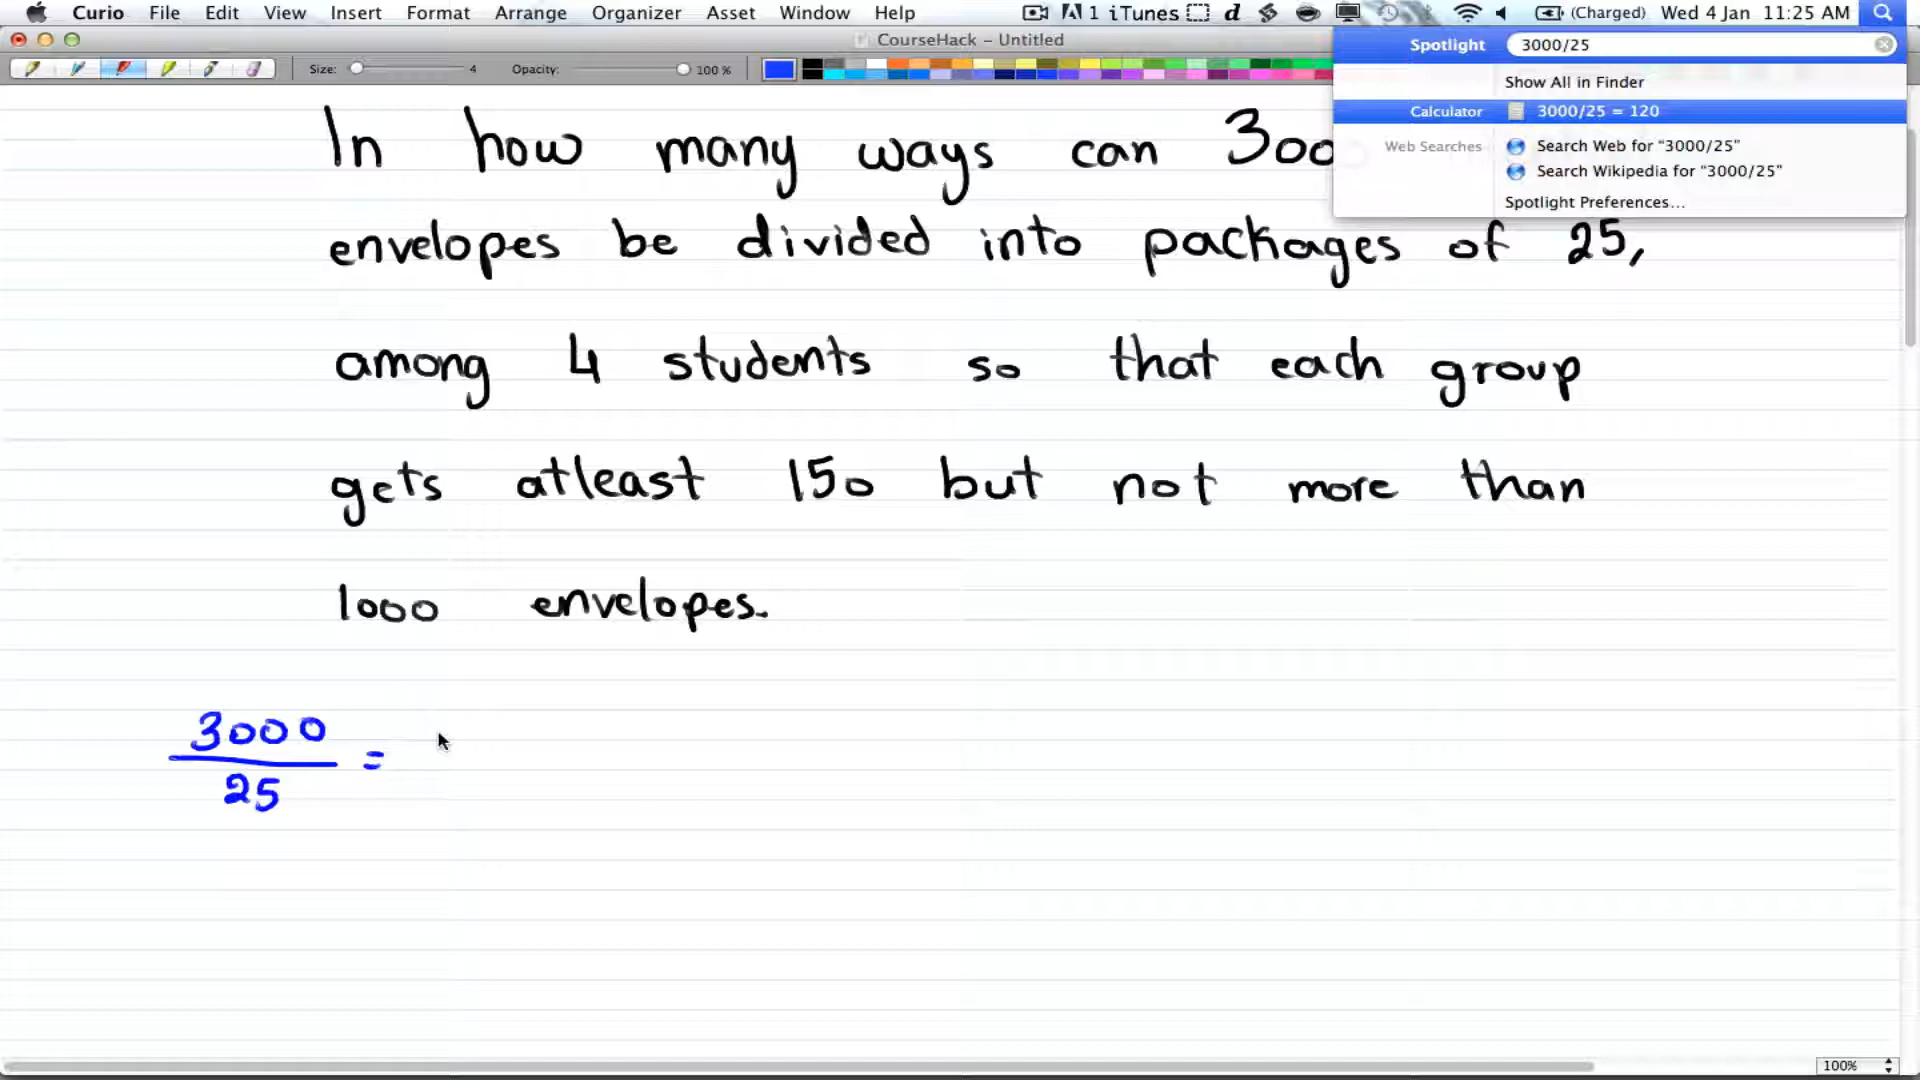 Curio File Edit View Insert Format Arrange Organizer Asset Window Help 1 iTunes d (Charged) Wed 4 Jan 11:25 AM
CourseHack – Untitled
Size: 4 Opacity: 100 %
Spotlight 3000/25
Show All in Finder
Calculator 3000/25 = 120
Web Searches Search Web for "3000/25"
Search Wikipedia for "3000/25"
Spotlight Preferences...
In how many ways can 300
envelopes be divided into packages of 25,
among 4 students so that each group
gets atleast 150 but not more than
1000 envelopes.
3000
25
=
100%